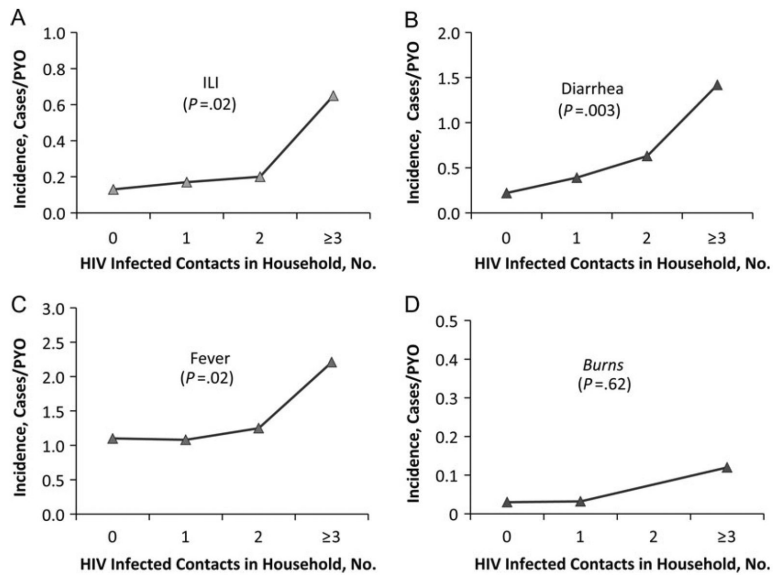 A
Incidence, Cases/PYO
1.0
0.8
0.6
0.4
0.2
0.0
ILI
(P=.02)
0 1 2 ≥3
HIV Infected Contacts in Household, No.
B
Incidence, Cases/PYO
2.0
1.5
1.0
0.5
0.0
Diarrhea
(P=.003)
0 1 2 ≥3
HIV Infected Contacts in Household, No.
C
Incidence, Cases/PYO
3.0
2.5
2.0
1.5
1.0
0.5
0.0
Fever
(P=.02)
0 1 2 ≥3
HIV Infected Contacts in Household, No.
D
Incidence, Cases/PYO
0.5
0.4
0.3
0.2
0.1
0
Burns
(P=.62)
0 1 2 ≥3
HIV Infected Contacts in Household, No.